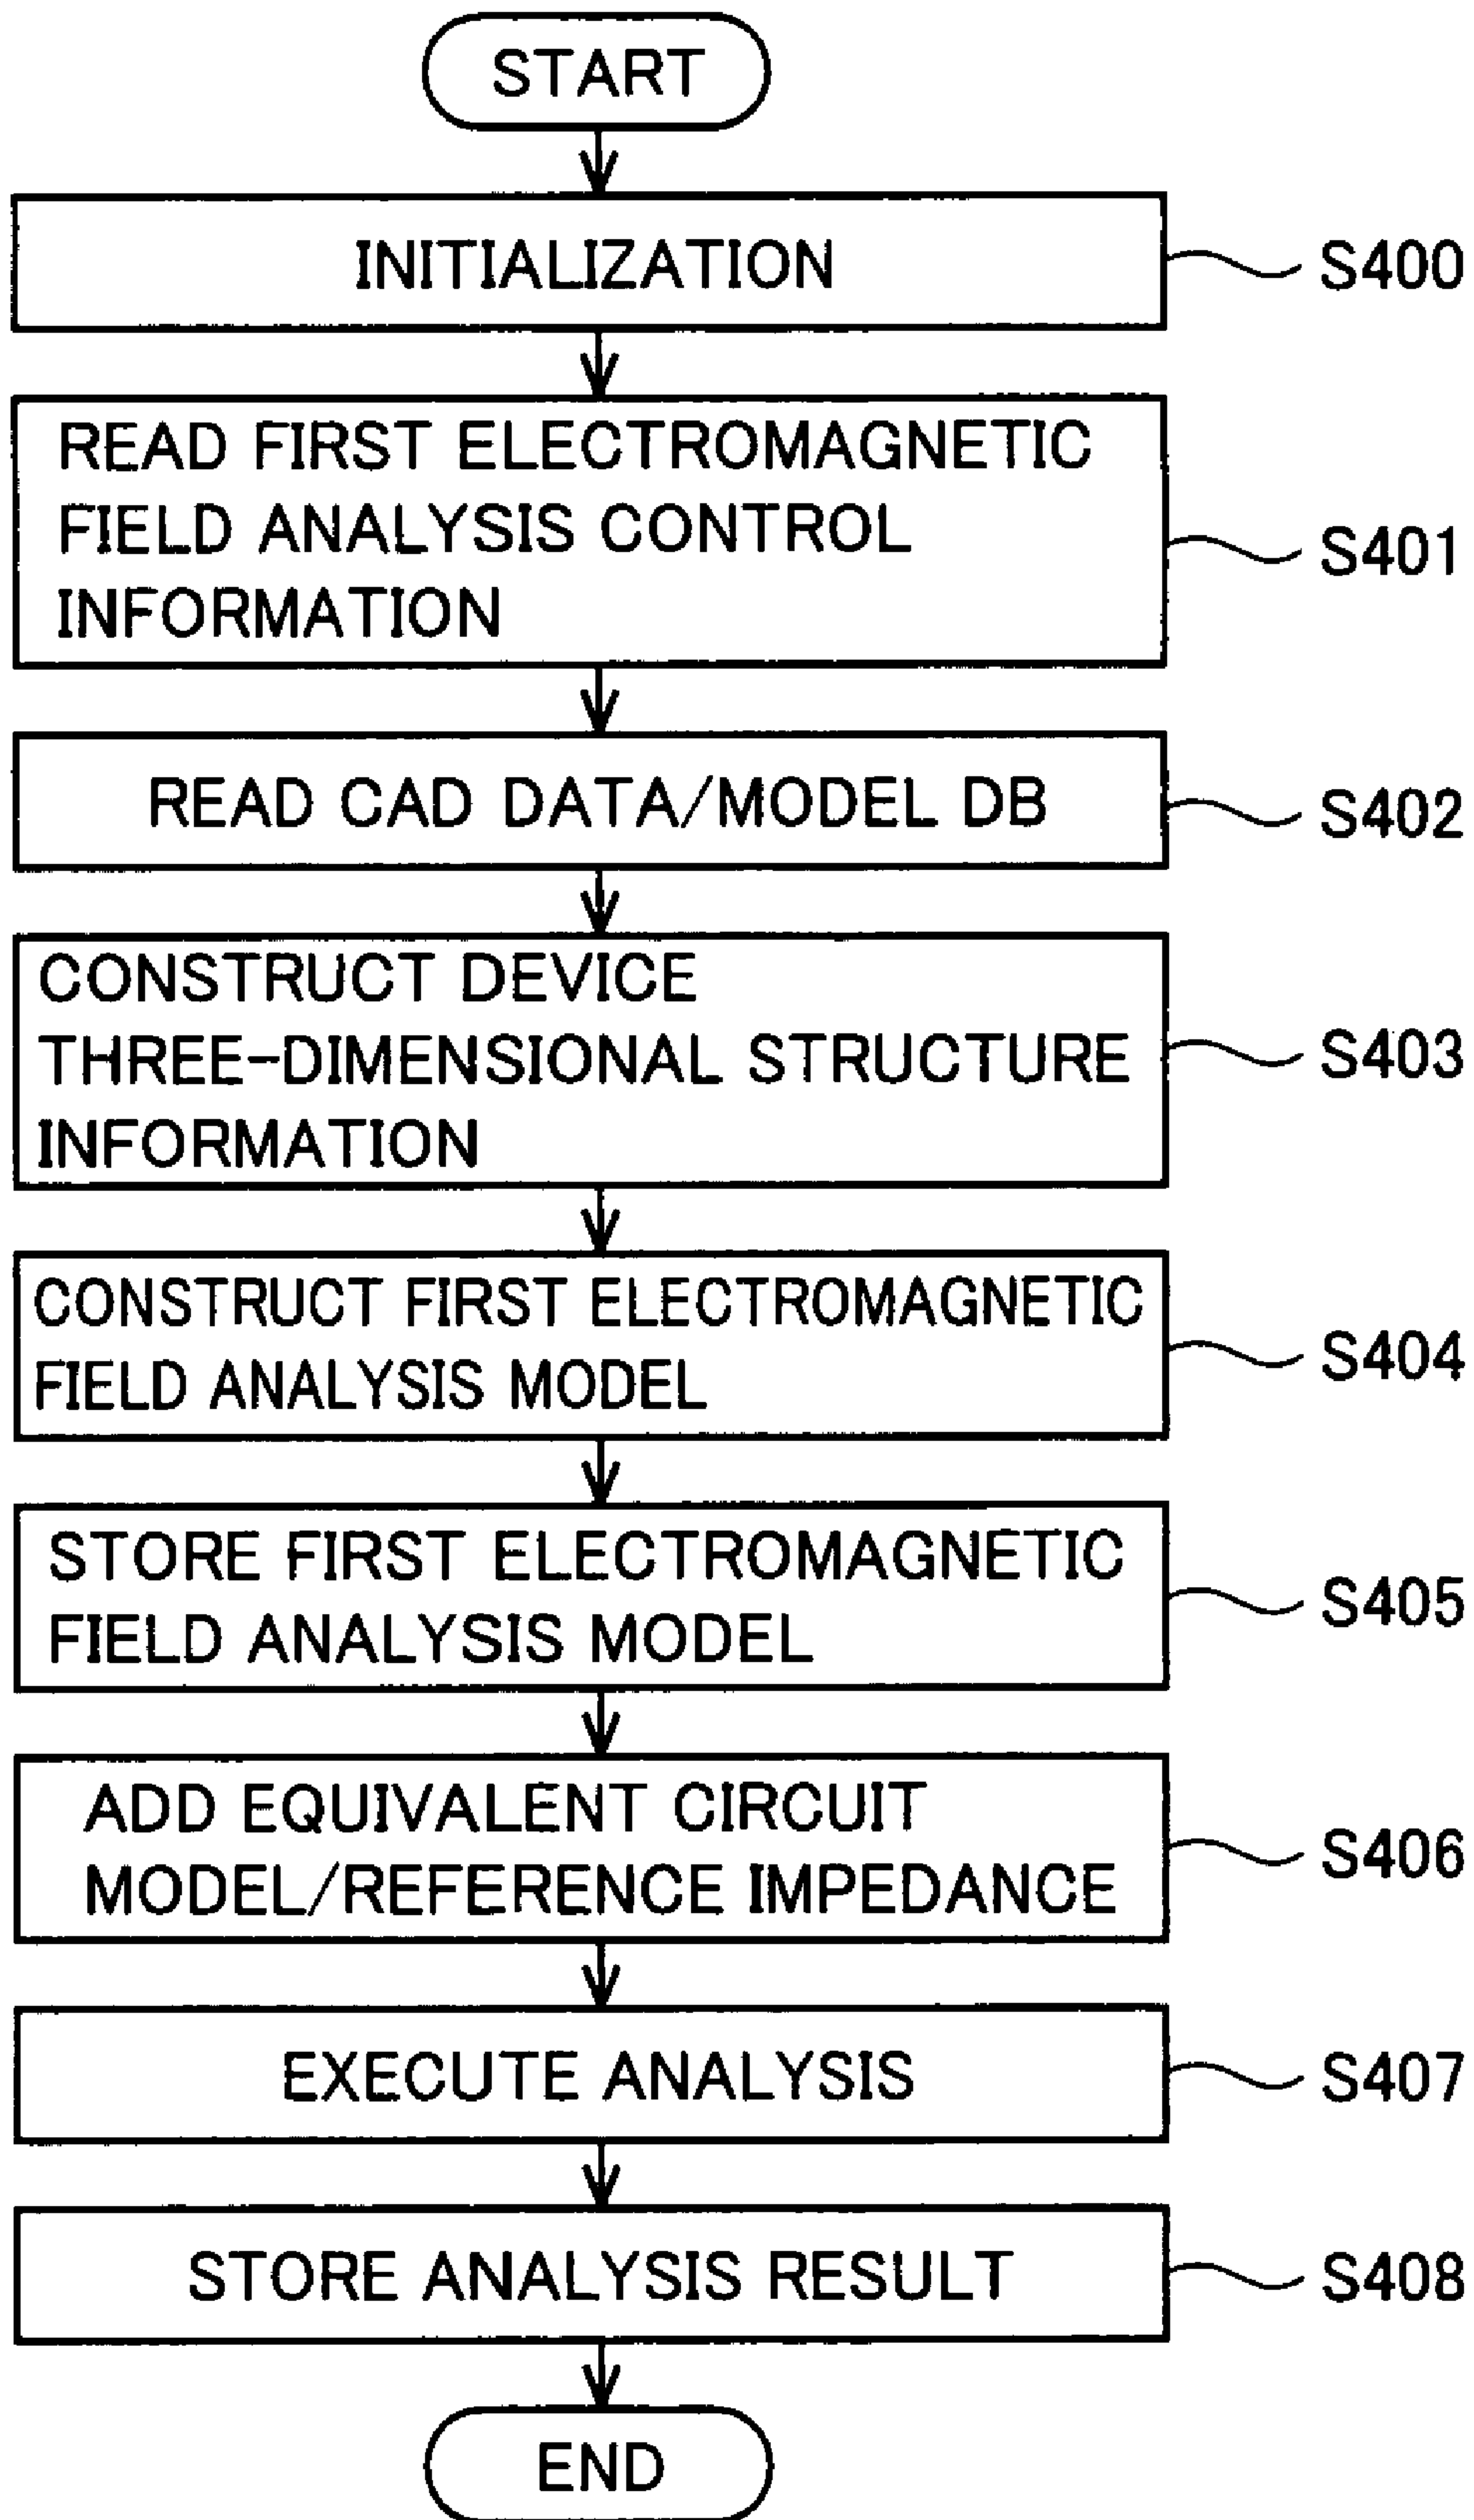 START
INITIALIZATION
S400
READ FIRST ELECTROMAGNETIC
FIELD ANALYSIS CONTROL
INFORMATION
S401
READ CAD DATA/MODEL DB
S402
CONSTRUCT DEVICE
THREE-DIMENSIONAL STRUCTURE
INFORMATION
S403
CONSTRUCT FIRST ELECTROMAGNETIC
FIELD ANALYSIS MODEL
S404
STORE FIRST ELECTROMAGNETIC
FIELD ANALYSIS MODEL
S405
ADD EQUIVALENT CIRCUIT
MODEL/REFERENCE IMPEDANCE
S406
EXECUTE ANALYSIS
S407
STORE ANALYSIS RESULT
S408
END